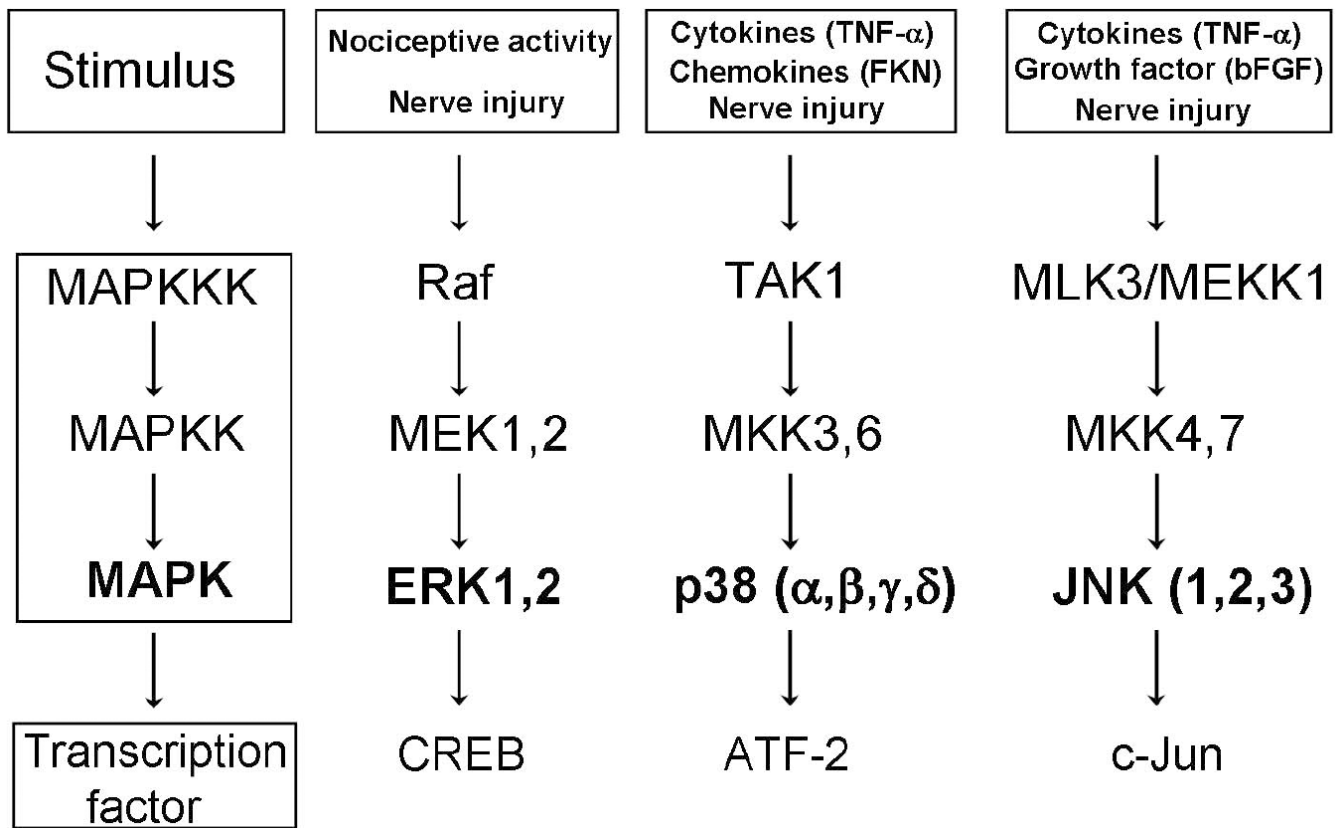 Stimulus
Nociceptive activity
Nerve injury
Cytokines (TNF-α)
Chemokines (FKN)
Nerve injury
Cytokines (TNF-α)
Growth factor (bFGF)
Nerve injury
MAPKKK
Raf
TAK1
MLK3/MEKK1
MAPKK
MEK1,2
MKK3,6
MKK4,7
MAPK
ERK1,2
p38 (α,β,γ,δ)
JNK (1,2,3)
Transcription
factor
CREB
ATF-2
c-Jun